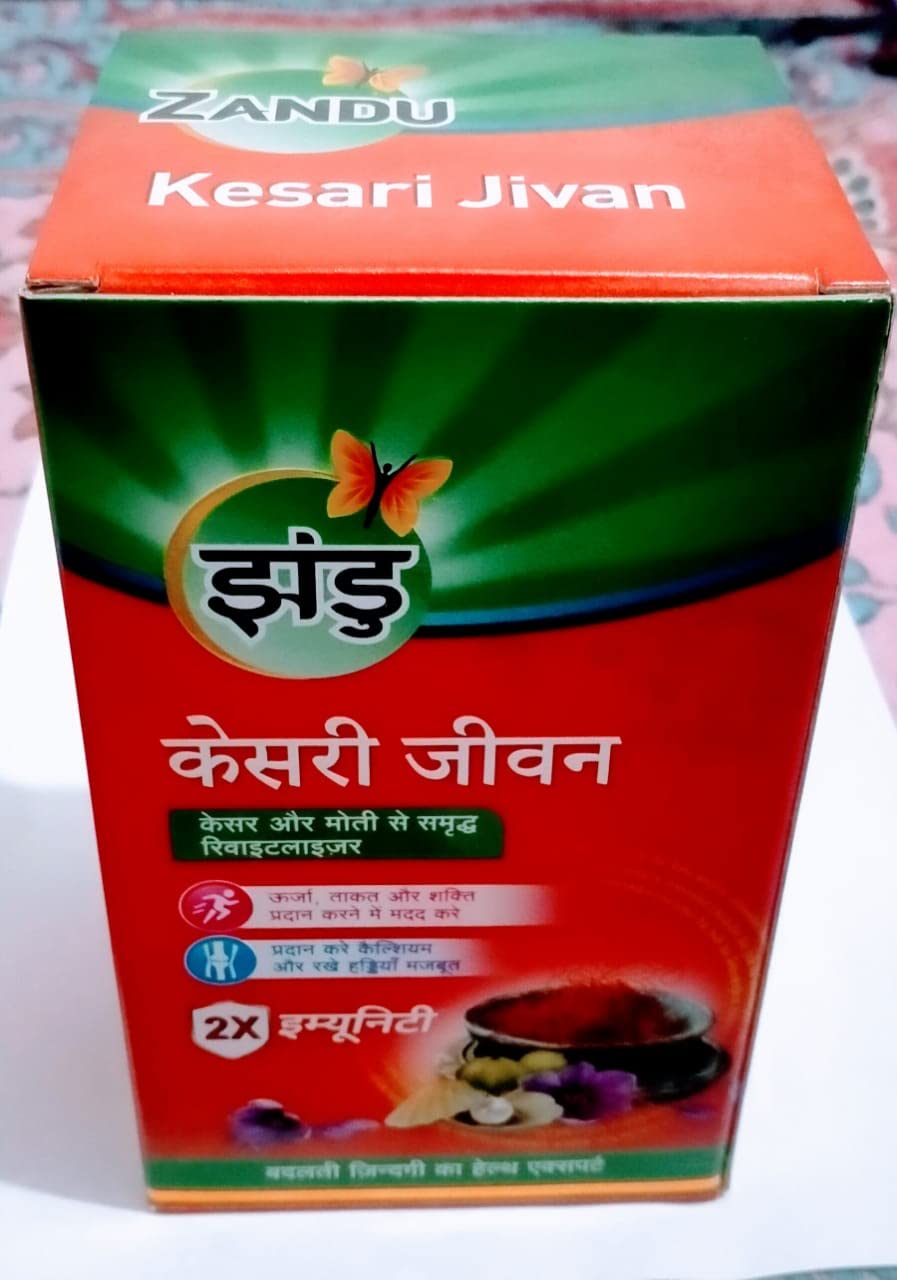 ZANDU
Kesari Jivan
झंडु
केसरी जीवन
केसर और मोती से समृद्ध
रिवाइटलाइज़र
ऊर्जा, ताकत और शक्ति
प्रदान करने में मदद करे
प्रदान करे कैल्शियम
और रखे हड्डियाँ मजबूत
2X इम्यूनिटी
बदलती ज़िन्दगी का हेल्थ एक्सपर्ट